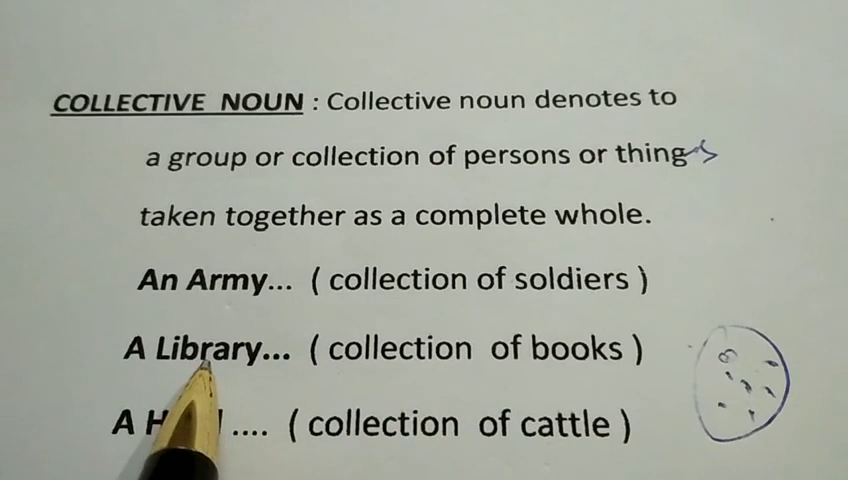 COLLECTIVE NOUN : Collective noun denotes to
a group or collection of persons or things
taken together as a complete whole.
An Army... ( collection of soldiers )
A Library... ( collection of books )
A .... ( collection of cattle )